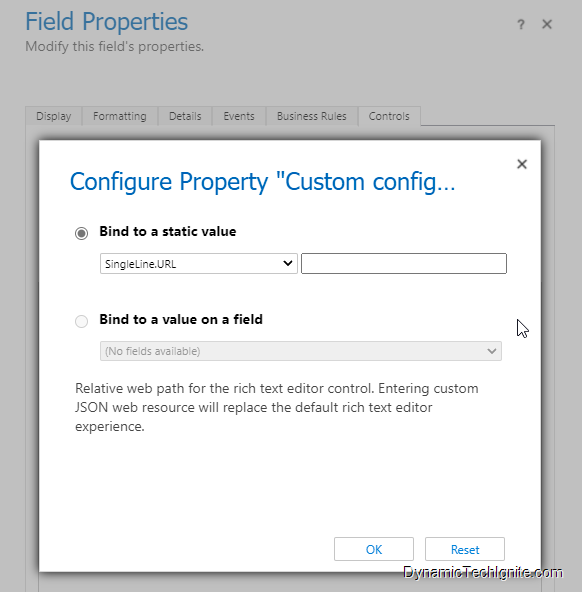 Field Properties
Modify this field's properties.
? ×
Display Formatting Details Events Business Rules Controls
×
Configure Property "Custom config...
Bind to a static value
SingleLine.URL
Bind to a value on a field
(No fields available)
Relative web path for the rich text editor control. Entering custom
JSON web resource will replace the default rich text editor
experience.
OK Reset
DynamicTechIgnite.com